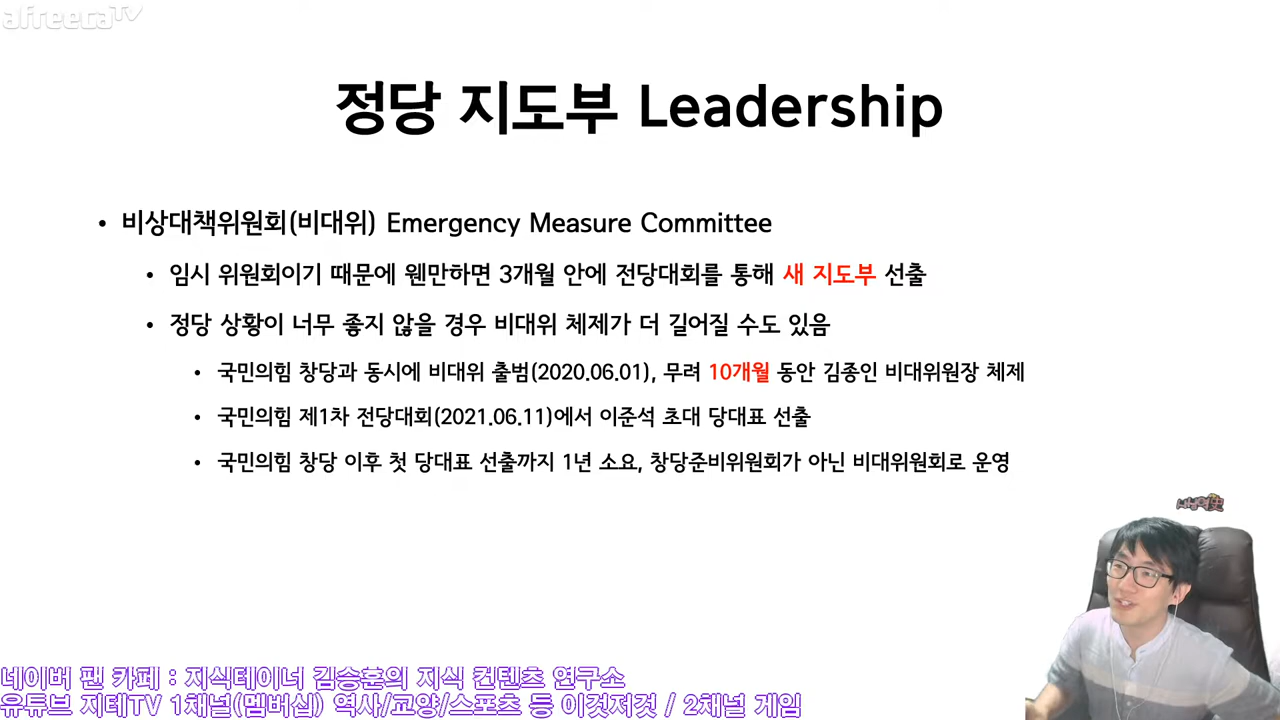 afreecaTV
정당 지도부 Leadership
• 비상대책위원회(비대위) Emergency Measure Committee
• 임시 위원회이기 때문에 웬만하면 3개월 안에 전당대회를 통해 새 지도부 선출
• 정당 상황이 너무 좋지 않을 경우 비대위 체제가 더 길어질 수도 있음
• 국민의힘 창당과 동시에 비대위 출범(2020.06.01), 무려 10개월 동안 김종인 비대위원장 체제
• 국민의힘 제1차 전당대회(2021.06.11)에서 이준석 초대 당대표 선출
• 국민의힘 창당 이후 첫 당대표 선출까지 1년 소요, 창당준비위원회가 아닌 비대위원회로 운영
네이버 팬 카페 : 지식테이너 김승훈의 지식 컨텐츠 연구소
유튜브 지테TV 1채널(멤버십) 역사/교양/스포츠 등 이것저것 / 2채널 게임